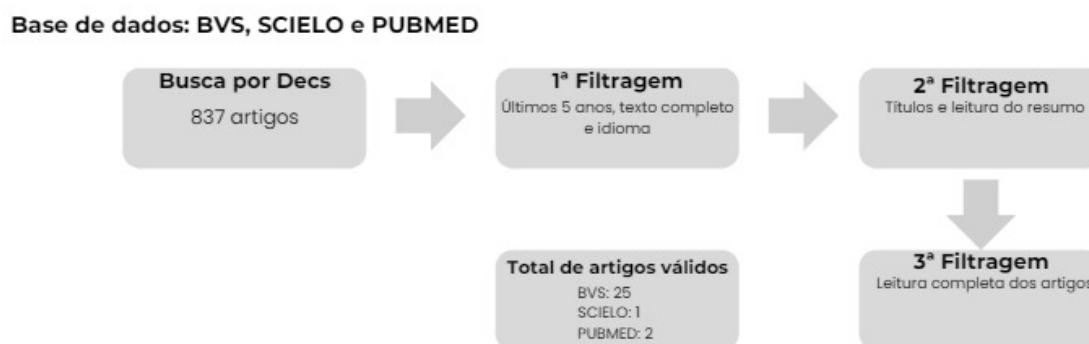 Base de dados: BVS, SCIELO e PUBMED
Busca por Decs
837 artigos
1ª Filtragem
Últimos 5 anos, texto completo
e idioma
2ª Filtragem
Títulos e leitura do resumo
3ª Filtragem
Leitura completa dos artigos
Total de artigos válidos
BVS: 25
SCIELO: 1
PUBMED: 2